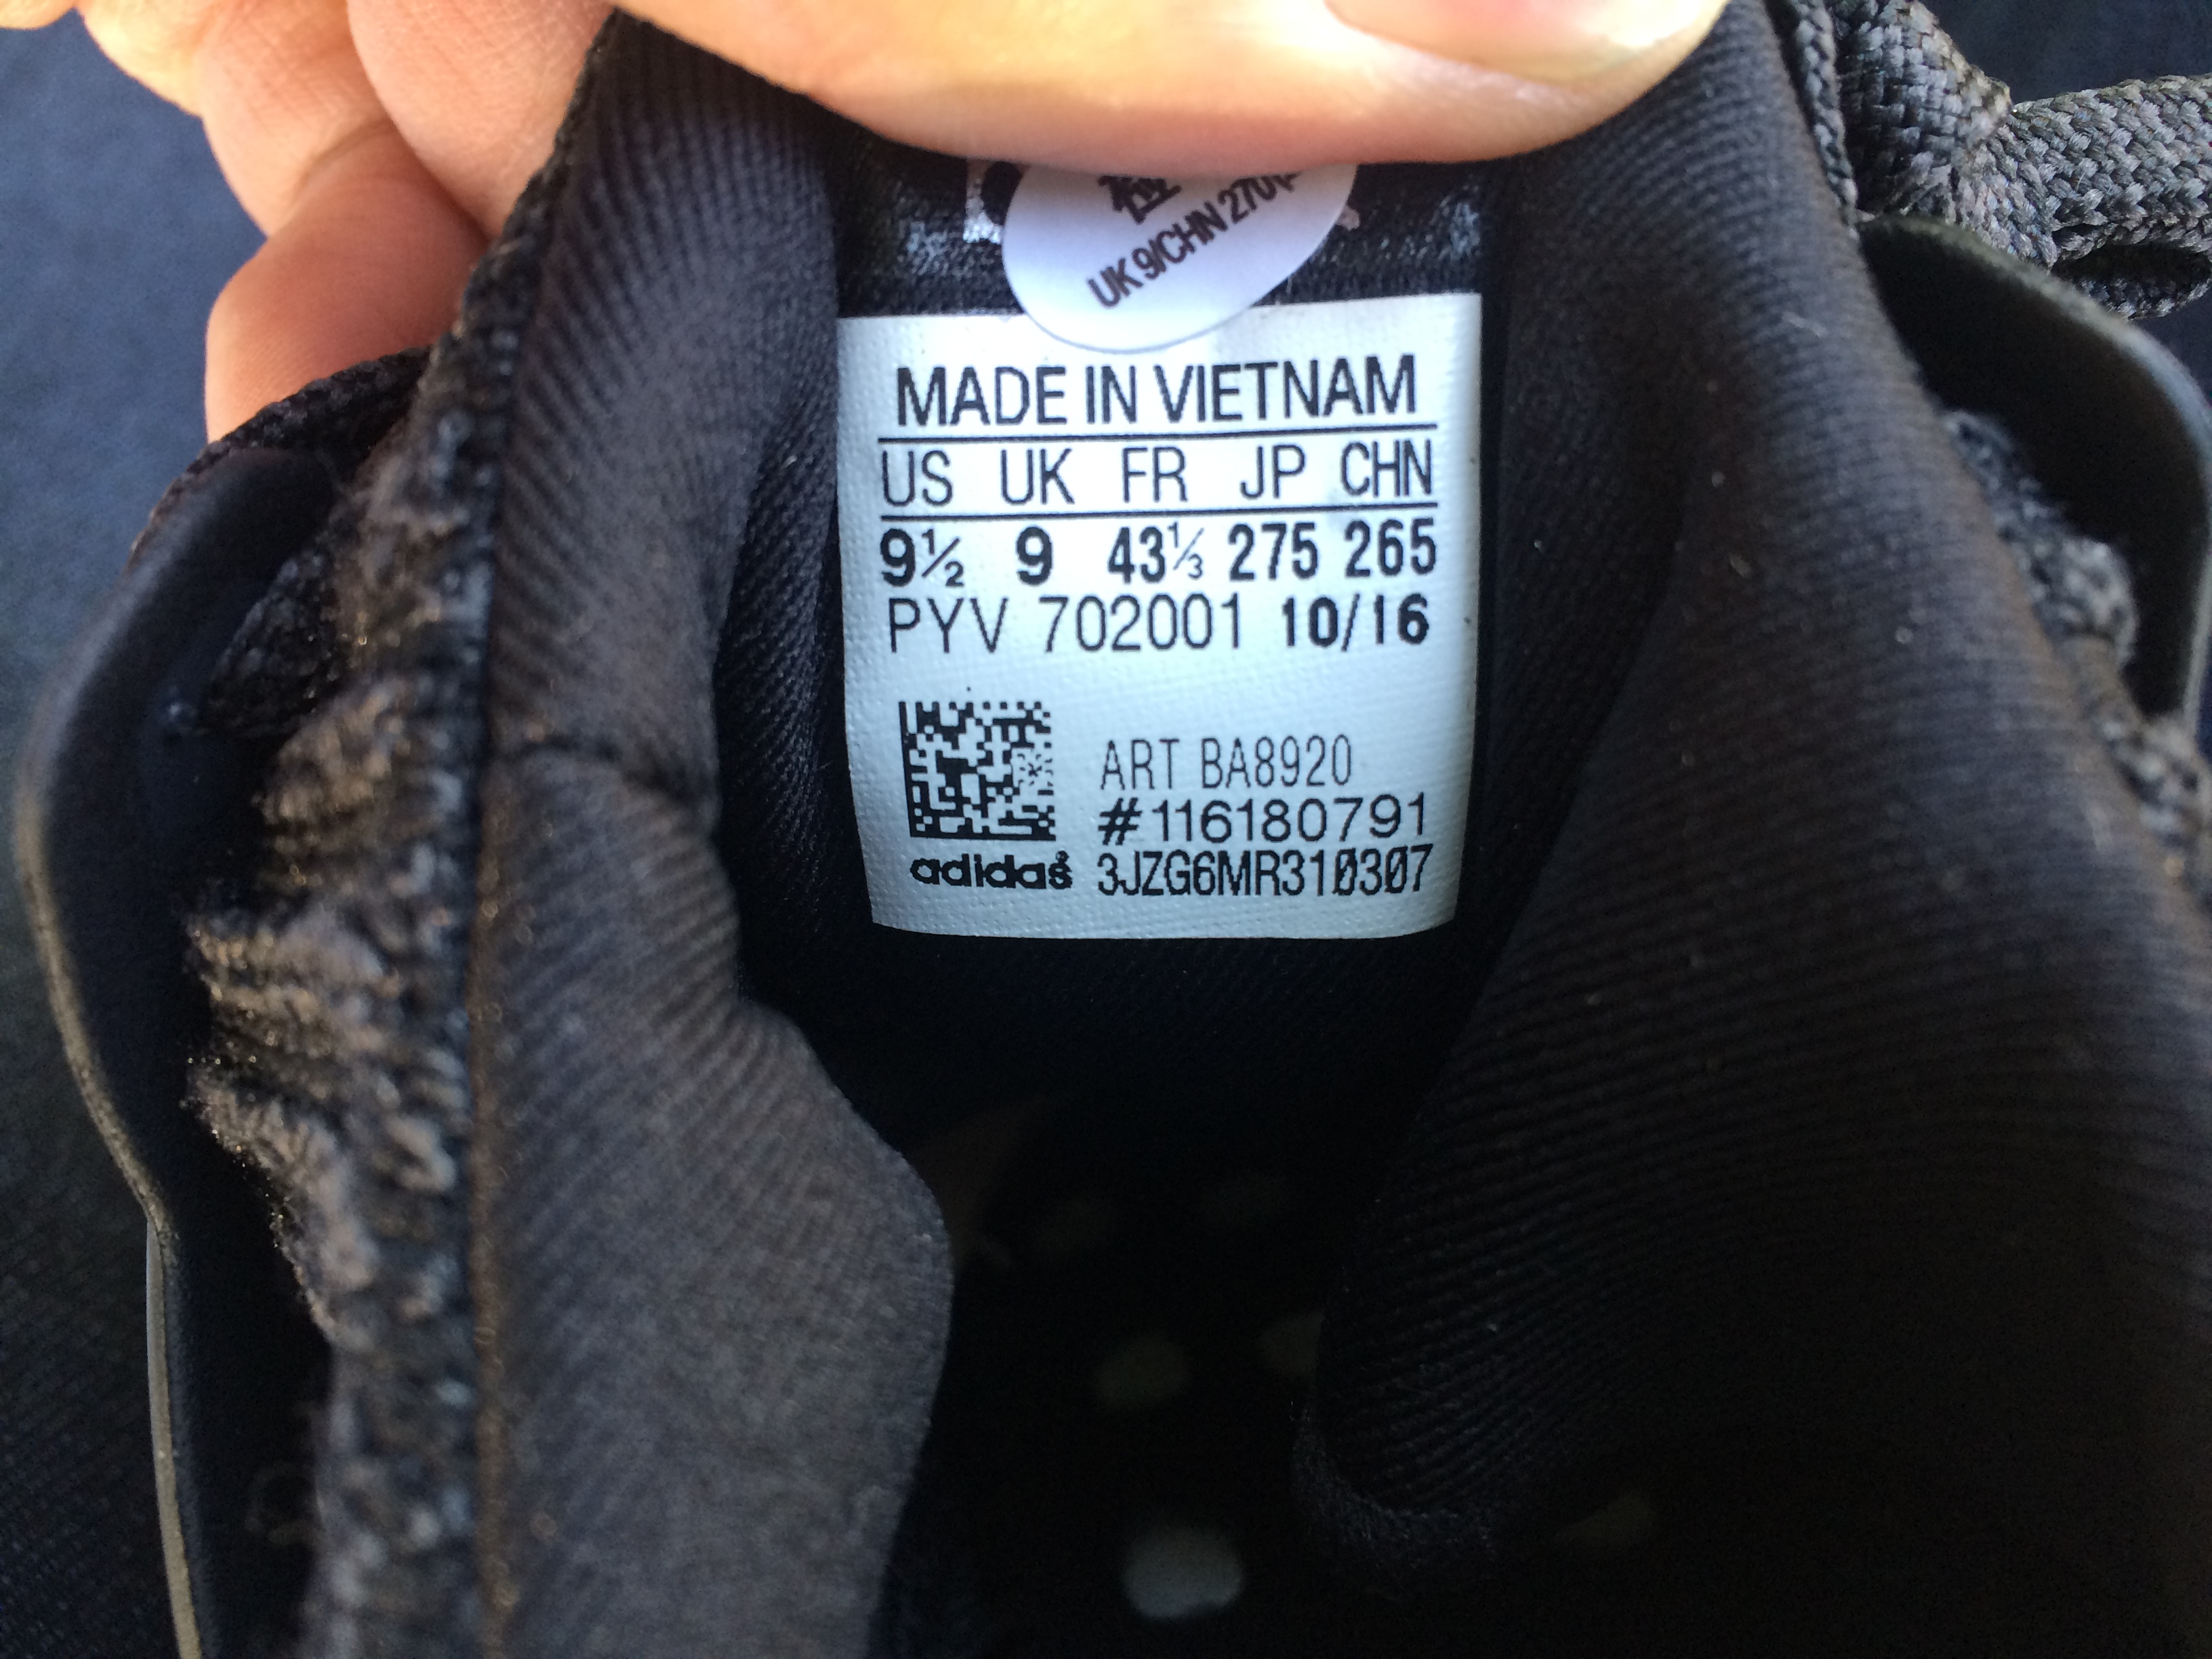 UK 9/CHN 270
MADE IN VIETNAM
US UK FR JP CHN
9½ 9 43⅓ 275 265
PYV 702001 10/16
ART BA8920
#116180791
adidas 3JZG6MR310307